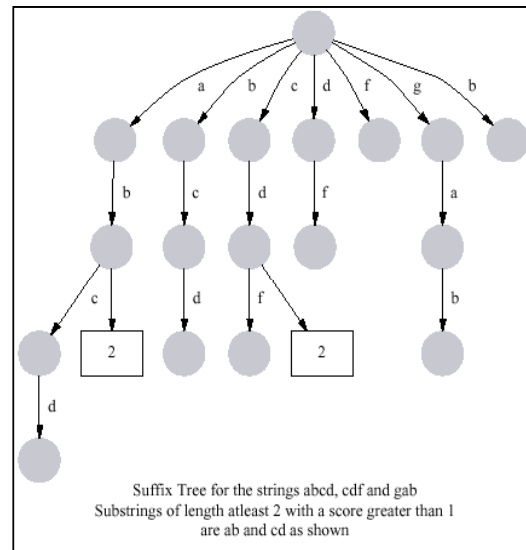 a b c d f g b
b c d f a
c 2 d f 2 b
d
Suffix Tree for the strings abcd, cdf and gab
Substrings of length atleast 2 with a score greater than 1
are ab and cd as shown